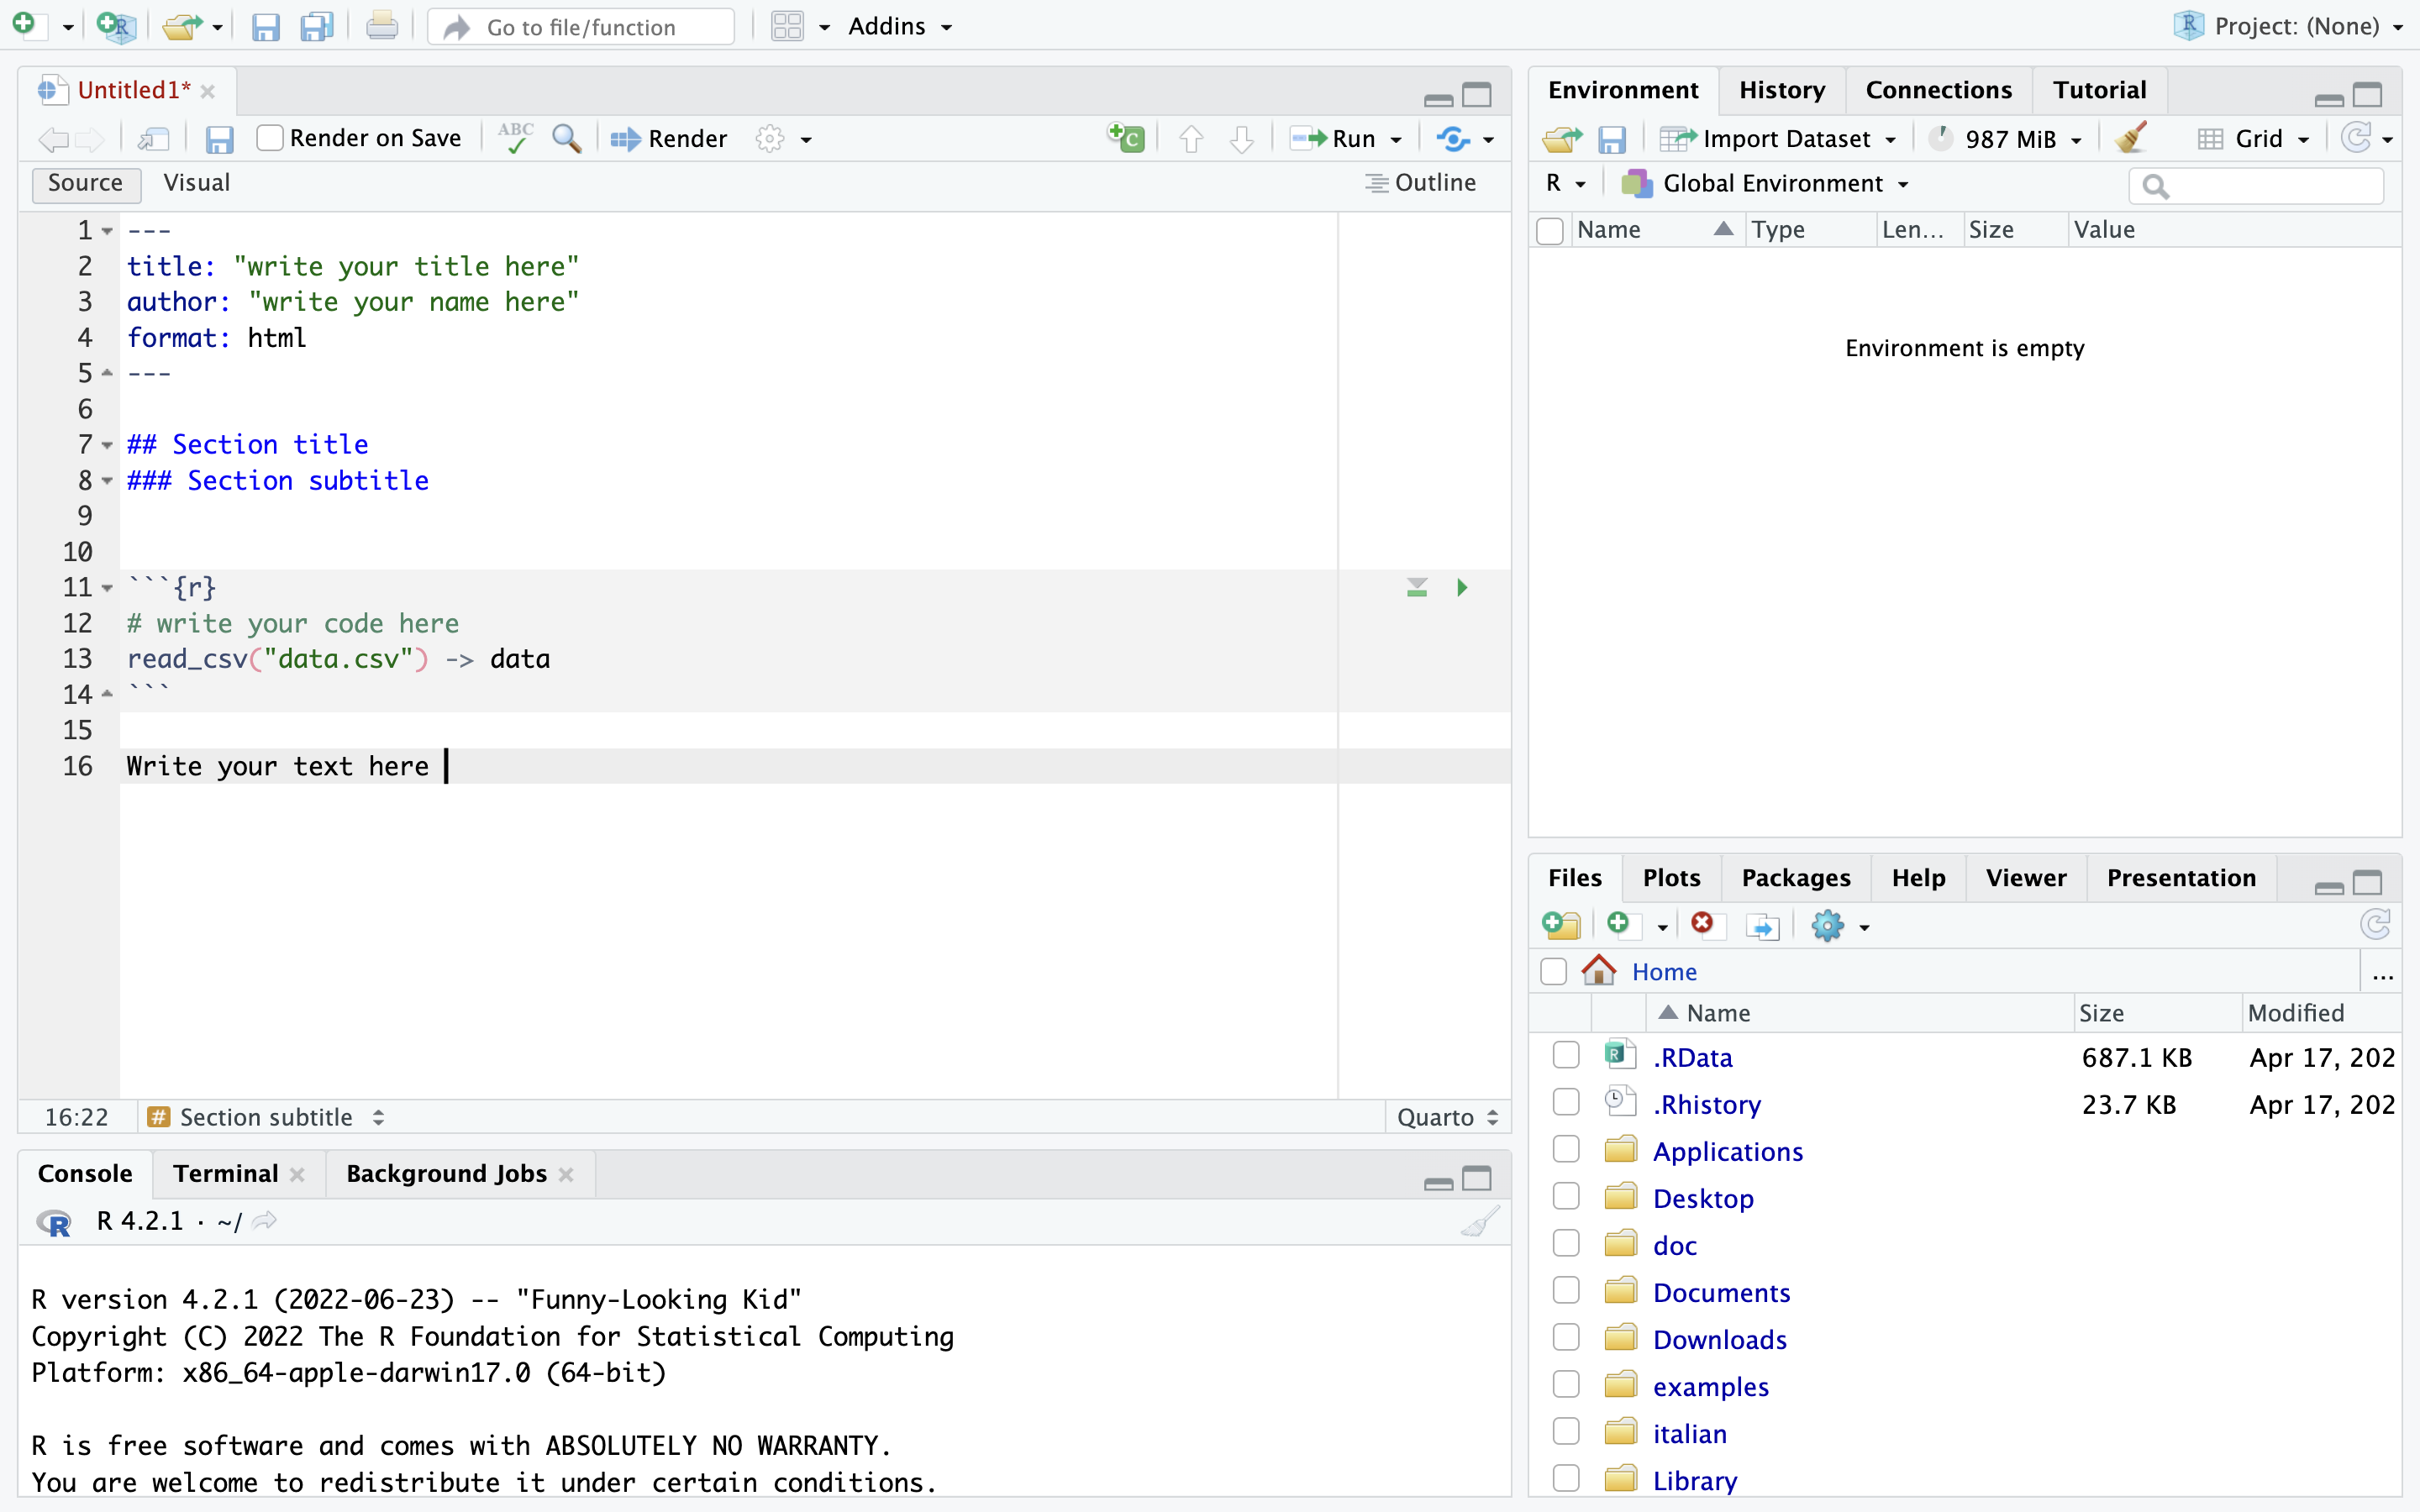 Go to file/function Addins Project: (None)
Untitled1*
Render on Save ABC Render Run
Source Visual Outline
1 ---
2 title: "write your title here"
3 author: "write your name here"
4 format: html
5 ---
6
7 ## Section title
8 ### Section subtitle
9
10
11 ```{r}
12 # write your code here
13 read_csv("data.csv") -> data
14 ```
15
16 Write your text here
16:22 # Section subtitle Quarto
Console Terminal Background Jobs
R 4.2.1 · ~/
R version 4.2.1 (2022-06-23) -- "Funny-Looking Kid"
Copyright (C) 2022 The R Foundation for Statistical Computing
Platform: x86_64-apple-darwin17.0 (64-bit)
R is free software and comes with ABSOLUTELY NO WARRANTY.
You are welcome to redistribute it under certain conditions.
Environment History Connections Tutorial
Import Dataset 987 MiB Grid
R Global Environment
Name Type Len... Size Value
Environment is empty
Files Plots Packages Help Viewer Presentation
Home ...
Name Size Modified
.RData 687.1 KB Apr 17, 202
.Rhistory 23.7 KB Apr 17, 202
Applications
Desktop
doc
Documents
Downloads
examples
italian
Library